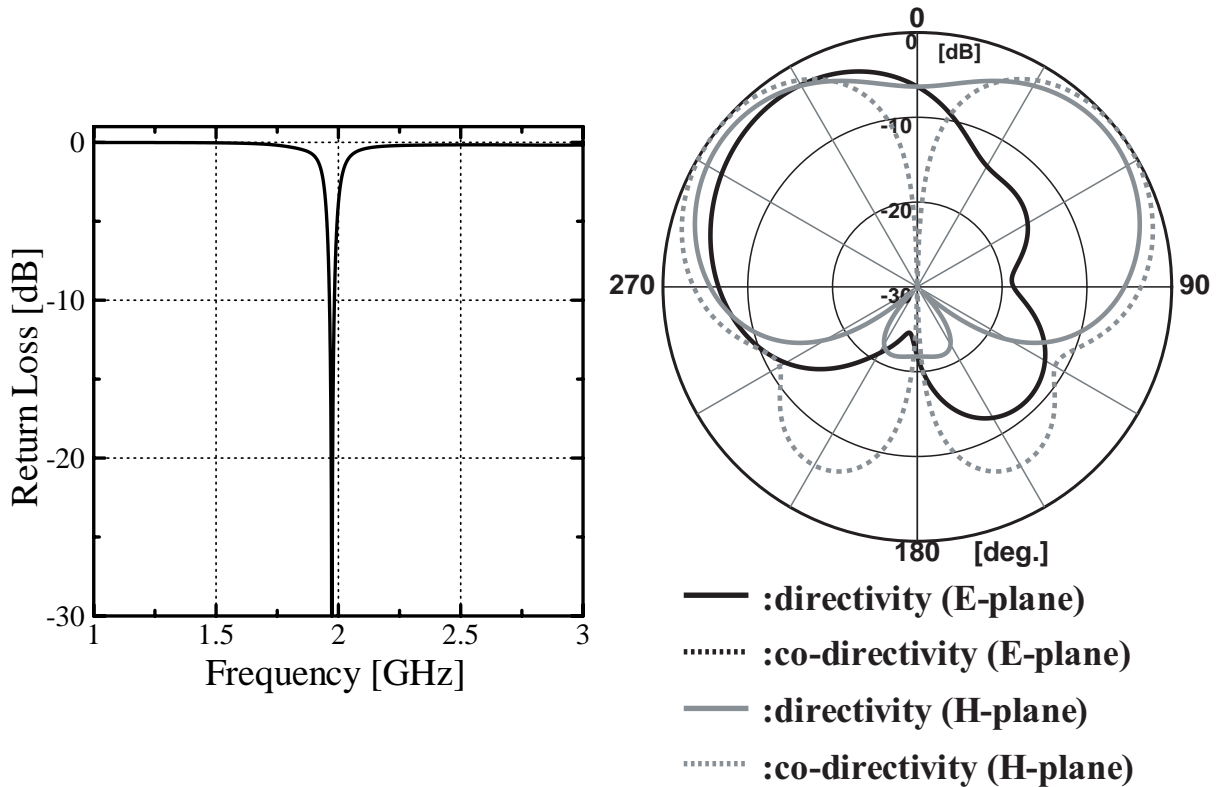 0
-10
-20
-30
1
1.5
2
2.5
3
Return Loss [dB]
Frequency [GHz]
0
0
[dB]
-10
-20
-30
270
90
180
[deg.]
:directivity (E-plane)
:co-directivity (E-plane)
:directivity (H-plane)
:co-directivity (H-plane)